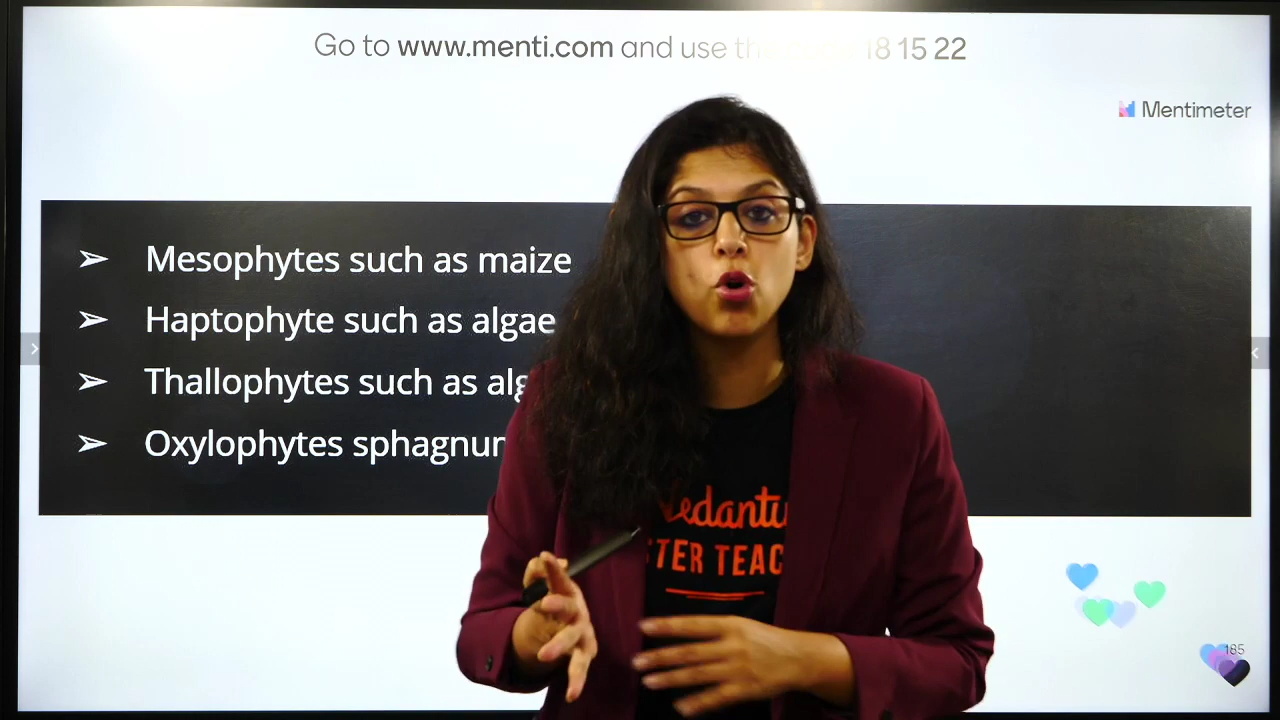 Go to www.menti.com and use 18 15 22
Mentimeter
➢ Mesophytes such as maize
➢ Haptophyte such as algae
➢ Thallophytes such as
➢ Oxylophytes
185